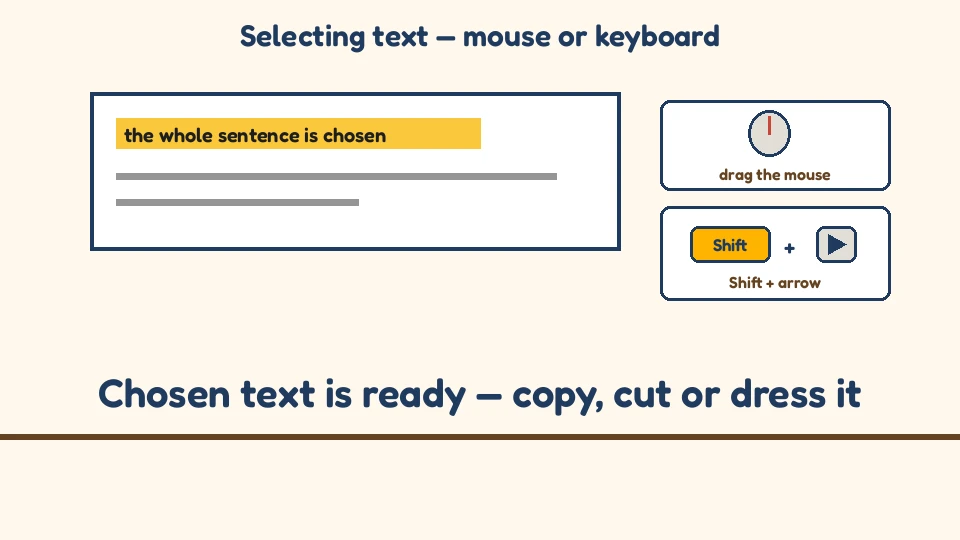 Selecting text — mouse or keyboard
the whole sentence is chosen
drag the mouse
Shift +
Shift + arrow
Chosen text is ready — copy, cut or dress it